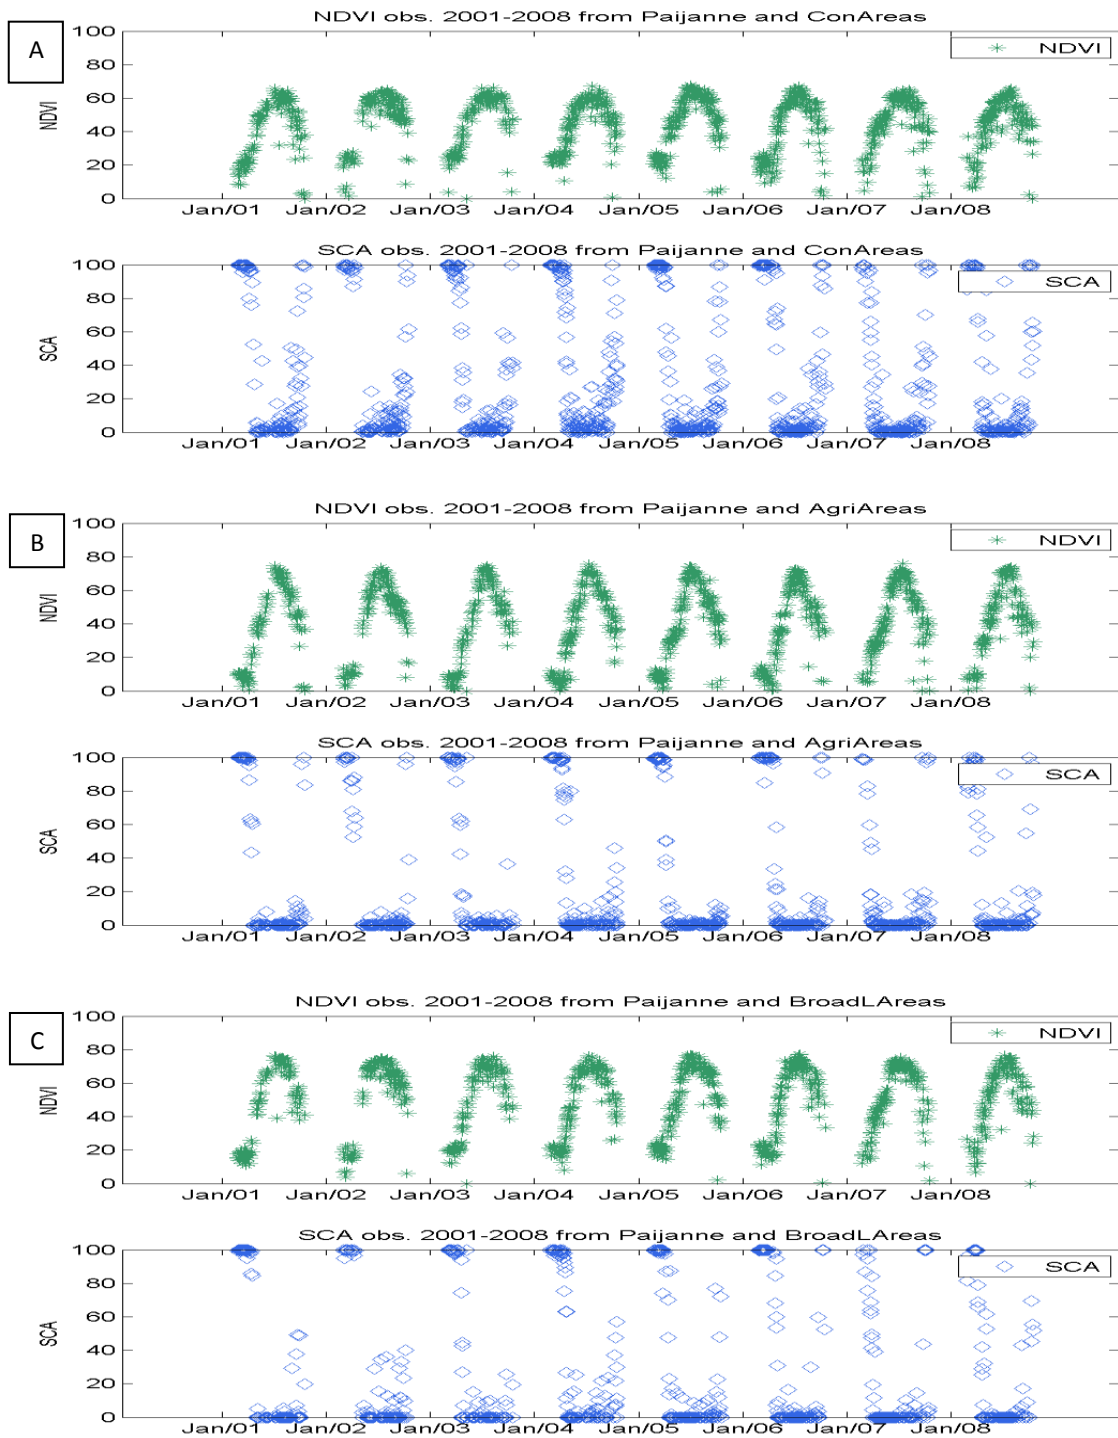 NDVI obs. 2001-2008 from Paijanne and ConAreas
A
NDVI
100
80
60
40
20
0
NDVI
Jan/01 Jan/02 Jan/03 Jan/04 Jan/05 Jan/06 Jan/07 Jan/08
SCA obs. 2001-2008 from Paijanne and ConAreas
SCA
100
80
60
40
20
0
SCA
Jan/01 Jan/02 Jan/03 Jan/04 Jan/05 Jan/06 Jan/07 Jan/08
NDVI obs. 2001-2008 from Paijanne and AgriAreas
B
NDVI
100
80
60
40
20
0
NDVI
Jan/01 Jan/02 Jan/03 Jan/04 Jan/05 Jan/06 Jan/07 Jan/08
SCA obs. 2001-2008 from Paijanne and AgriAreas
SCA
100
80
60
40
20
0
SCA
Jan/01 Jan/02 Jan/03 Jan/04 Jan/05 Jan/06 Jan/07 Jan/08
NDVI obs. 2001-2008 from Paijanne and BroadLAreas
C
NDVI
100
80
60
40
20
0
NDVI
Jan/01 Jan/02 Jan/03 Jan/04 Jan/05 Jan/06 Jan/07 Jan/08
SCA obs. 2001-2008 from Paijanne and BroadLAreas
SCA
100
80
60
40
20
0
SCA
Jan/01 Jan/02 Jan/03 Jan/04 Jan/05 Jan/06 Jan/07 Jan/08